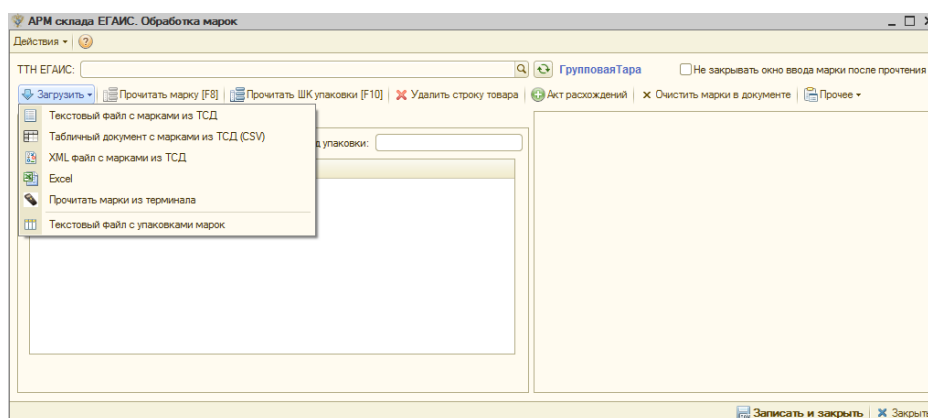 АРМ склада ЕГАИС. Обработка марок
Действия
ТТН ЕГАИС: ГрупповаяТара Не закрывать окно ввода марки после прочтения
Загрузить Прочитать марку [F8] Прочитать ШК упаковки [F10] Удалить строку товара Акт расхождений Очистить марки в документе Прочее
Текстовый файл с марками из ТСД
Табличный документ с марками из ТСД (CSV)
упаковки:
XML файл с марками из ТСД
Excel
Прочитать марки из терминала
Текстовый файл с упаковками марок
Записать и закрыть Закрыть